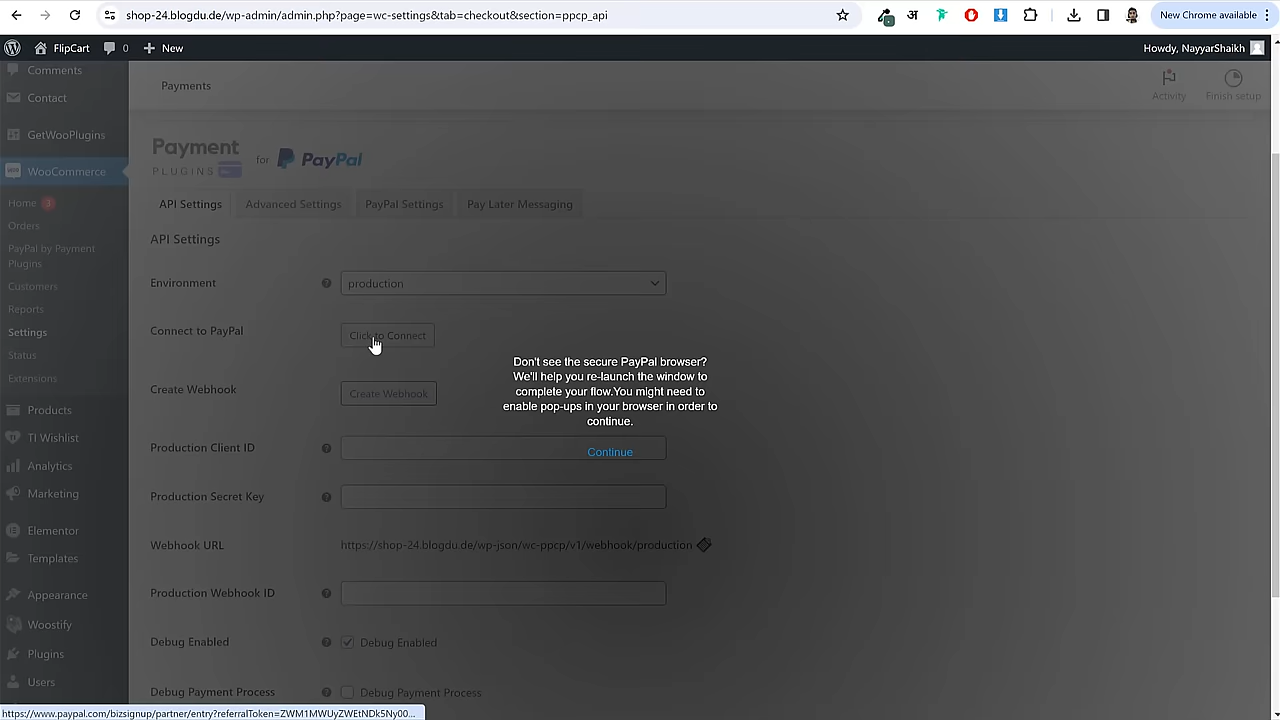 shop-24.blogdu.de/wp-admin/admin.php?page=wc-settings&tab=checkout&section=ppcp_api
अ
New Chrome available
FlipCart
0
New
Howdy, NayyarShaikh
Comments
Contact
GetWooPlugins
WooCommerce
Home 3
Orders
PayPal by Payment
Plugins
Customers
Reports
Settings
Status
Extensions
Products
TI Wishlist
Analytics
Marketing
Elementor
Templates
Appearance
Woostify
Plugins
Users
Payments
Activity
Finish setup
Payment
PLUGINS
for
PayPal
API Settings
Advanced Settings
PayPal Settings
Pay Later Messaging
API Settings
Environment
production
Connect to PayPal
Click to Connect
Create Webhook
Create Webhook
Don't see the secure PayPal browser?
We'll help you re-launch the window to
complete your flow.You might need to
enable pop-ups in your browser in order to
continue.
Continue
Production Client ID
Production Secret Key
Webhook URL
https://shop-24.blogdu.de/wp-json/wc-ppcp/v1/webhook/production
Production Webhook ID
Debug Enabled
Debug Enabled
Debug Payment Process
Debug Payment Process
https://www.paypal.com/bizsignup/partner/entry?referralToken=ZWM1MWUyZWEtNDk5Ny00...